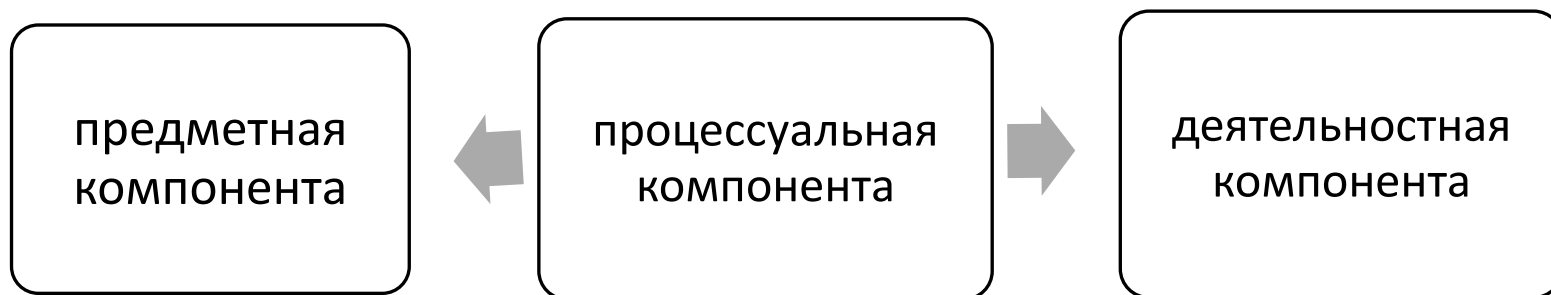 предметная
компонента
процессуальная
компонента
деятельностная
компонента